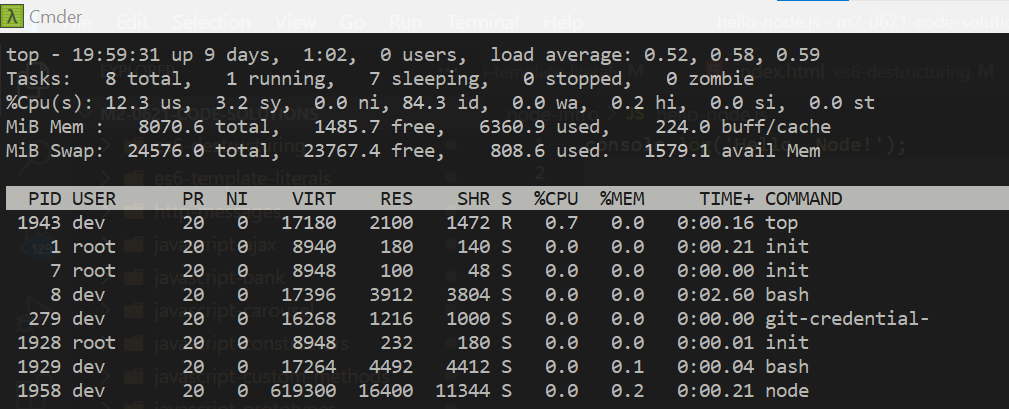 Cmder
top - 19:59:31 up 9 days,  1:02,  0 users,  load average: 0.52, 0.58, 0.59
Tasks:   8 total,   1 running,   7 sleeping,   0 stopped,   0 zombie
%Cpu(s): 12.3 us,  3.2 sy,  0.0 ni, 84.3 id,  0.0 wa,  0.2 hi,  0.0 si,  0.0 st
MiB Mem :   8070.6 total,   1485.7 free,   6360.9 used,    224.0 buff/cache
MiB Swap:  24576.0 total,  23767.4 free,    808.6 used.   1579.1 avail Mem
PID USER      PR  NI    VIRT    RES    SHR S  %CPU  %MEM     TIME+ COMMAND
1943 dev       20   0   17180   2100   1472 R   0.7   0.0   0:00.16 top
1 root      20   0    8940    180    140 S   0.0   0.0   0:00.21 init
7 root      20   0    8948    100     48 S   0.0   0.0   0:00.00 init
8 dev       20   0   17396   3912   3804 S   0.0   0.0   0:02.60 bash
279 dev       20   0   16268   1216   1000 S   0.0   0.0   0:00.00 git-credential-
1928 root      20   0    8948    232    180 S   0.0   0.0   0:00.01 init
1929 dev       20   0   17264   4492   4412 S   0.0   0.1   0:00.04 bash
1958 dev       20   0  619300  16400  11344 S   0.0   0.2   0:00.21 node